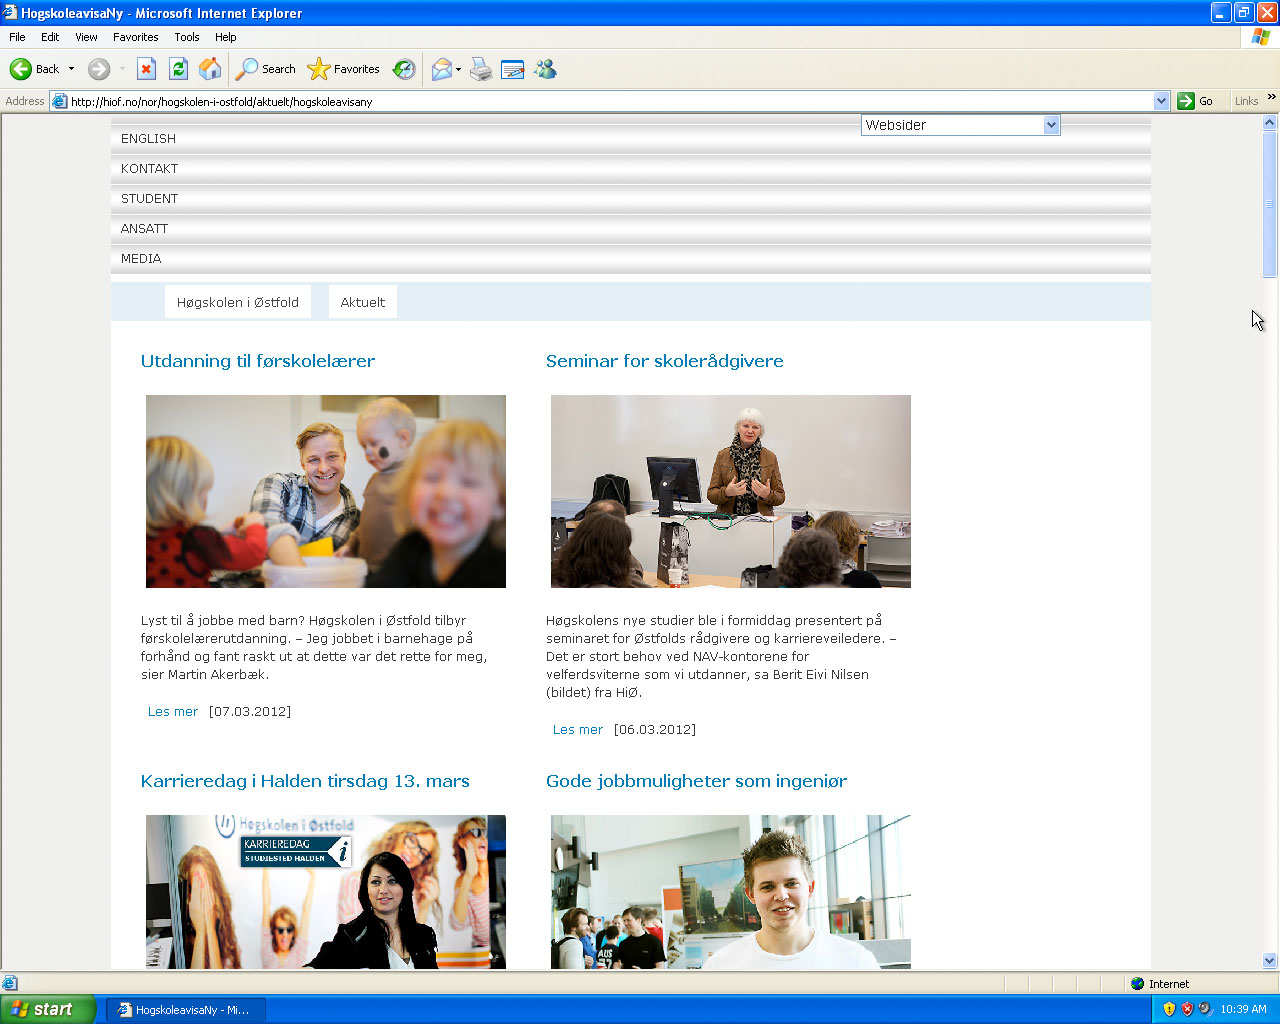 HogskoleavisaNy - Microsoft Internet Explorer
File Edit View Favorites Tools Help
Back Search Favorites
Address http://hiof.no/nor/hogskolen-i-ostfold/aktuelt/hogskoleavisany Go Links »
Websider
ENGLISH
KONTAKT
STUDENT
ANSATT
MEDIA
Høgskolen i Østfold Aktuelt
Utdanning til førskolelærer
Lyst til å jobbe med barn? Høgskolen i Østfold tilbyr
førskolelærerutdanning. – Jeg jobbet i barnehage på
forhånd og fant raskt ut at dette var det rette for meg,
sier Martin Akerbæk.
Les mer [07.03.2012]
Seminar for skolerådgivere
Høgskolens nye studier ble i formiddag presentert på
seminaret for Østfolds rådgivere og karriereveiledere. –
Det er stort behov ved NAV-kontorene for
velferdsviterne som vi utdanner, sa Berit Eivi Nilsen
(bildet) fra HiØ.
Les mer [06.03.2012]
Karrieredag i Halden tirsdag 13. mars
Høgskolen i Østfold
KARRIEREDAG
STUDIESTED HALDEN
i
Gode jobbmuligheter som ingeniør
Internet
start HogskoleavisaNy - Mi... 10:39 AM